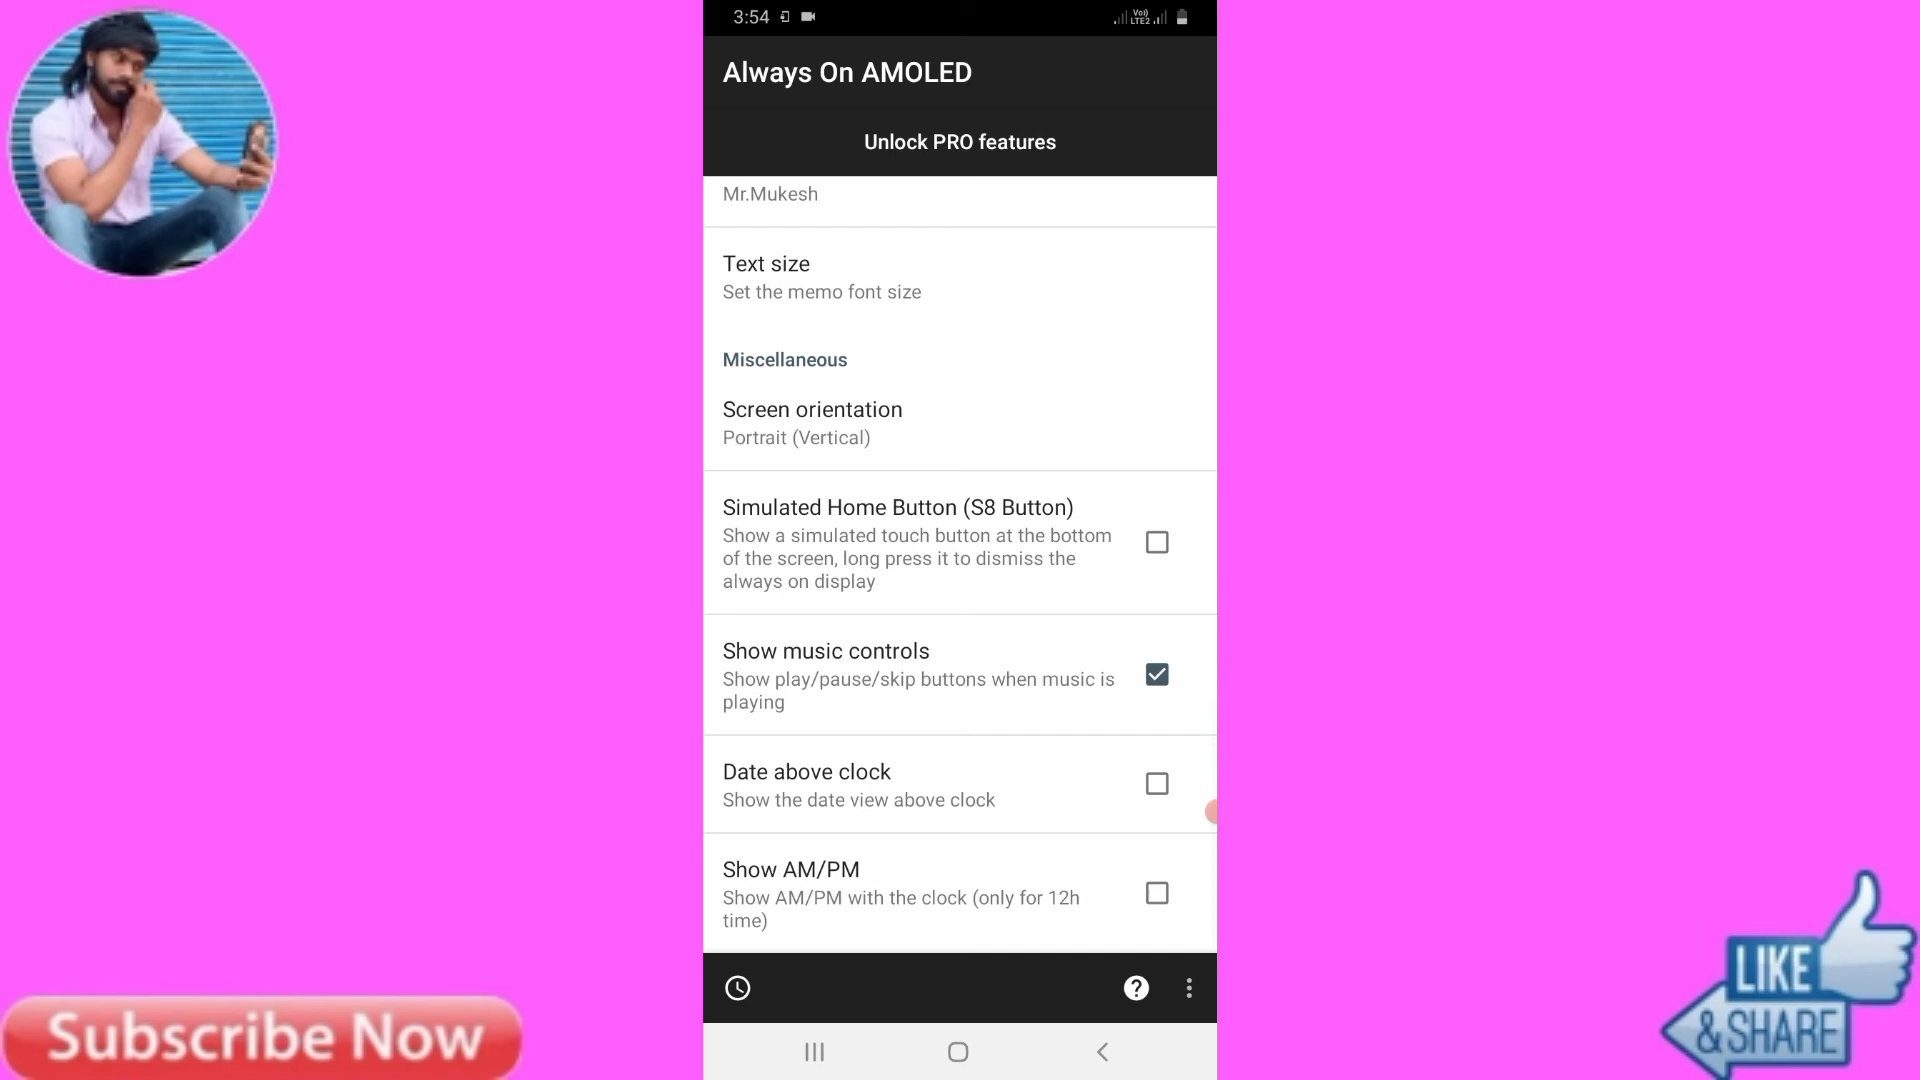 3:54
Vo))
LTE2
Always On AMOLED
Unlock PRO features
Mr.Mukesh
Text size
Set the memo font size
Miscellaneous
Screen orientation
Portrait (Vertical)
Simulated Home Button (S8 Button)
Show a simulated touch button at the bottom
of the screen, long press it to dismiss the
always on display
Show music controls
Show play/pause/skip buttons when music is
playing
Date above clock
Show the date view above clock
Show AM/PM
Show AM/PM with the clock (only for 12h
time)
Subscribe Now
LIKE
&SHARE